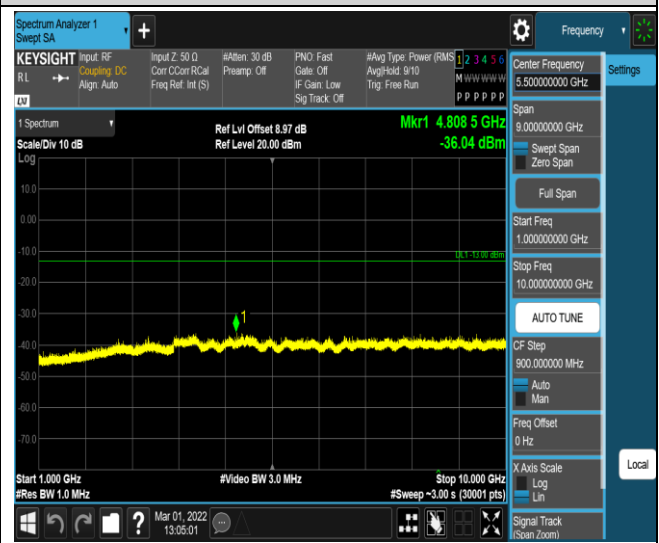 Spectrum Analyzer 1
Swept SA
+
Frequency
KEYSIGHT
RL
LXI
Input: RF
Coupling: DC
Align: Auto
Input Z: 50 Ω
Corr CCorr RCal
Freq Ref: Int (S)
#Atten: 30 dB
Preamp: Off
PNO: Fast
Gate: Off
IF Gain: Low
Sig Track: Off
#Avg Type: Power (RMS
Avg|Hold: 9/10
Trig: Free Run
1 2 3 4 5 6
M W W W W W
P P P P P P
1 Spectrum
Scale/Div 10 dB
Ref Lvl Offset 8.97 dB
Ref Level 20.00 dBm
Mkr1 4.808 5 GHz
-36.04 dBm
Log
10.0
0.00
-10.0
DL1 -13.00 dBm
-20.0
-30.0
1
-40.0
-50.0
-60.0
-70.0
Start 1.000 GHz
#Res BW 1.0 MHz
#Video BW 3.0 MHz
Stop 10.000 GHz
#Sweep ~3.00 s (30001 pts)
?
Mar 01, 2022
13:05:01
Center Frequency
5.500000000 GHz
Span
9.00000000 GHz
Swept Span
Zero Span
Full Span
Start Freq
1.000000000 GHz
Stop Freq
10.000000000 GHz
AUTO TUNE
CF Step
900.000000 MHz
Auto
Man
Freq Offset
0 Hz
X Axis Scale
Log
Lin
Signal Track
(Span Zoom)
Settings
Local